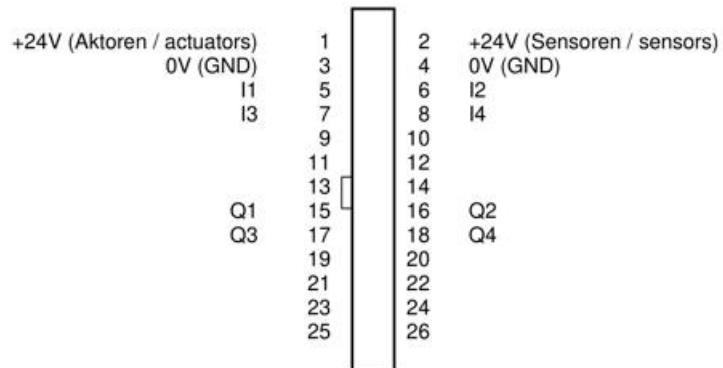 +24V (Aktoren / actuators) 1 2 +24V (Sensoren / sensors)
0V (GND) 3 4 0V (GND)
I1 5 6 I2
I3 7 8 I4
9 10
11 12
13 14
Q1 15 16 Q2
Q3 17 18 Q4
19 20
21 22
23 24
25 26